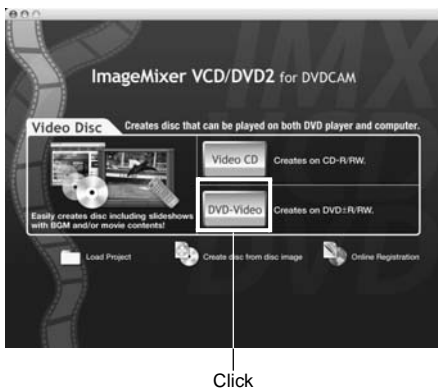 ImageMixer VCD/DVD2 for DVDCAM
Video Disc
Creates disc that can be played on both DVD player and computer.
Video CD
Creates on CD-R/RW.
DVD-Video
Creates on DVD±R/RW.
Easily creates disc including slideshows
with BGM and/or movie contents!
Load Project
Create disc from disc image
Online Registration
Click